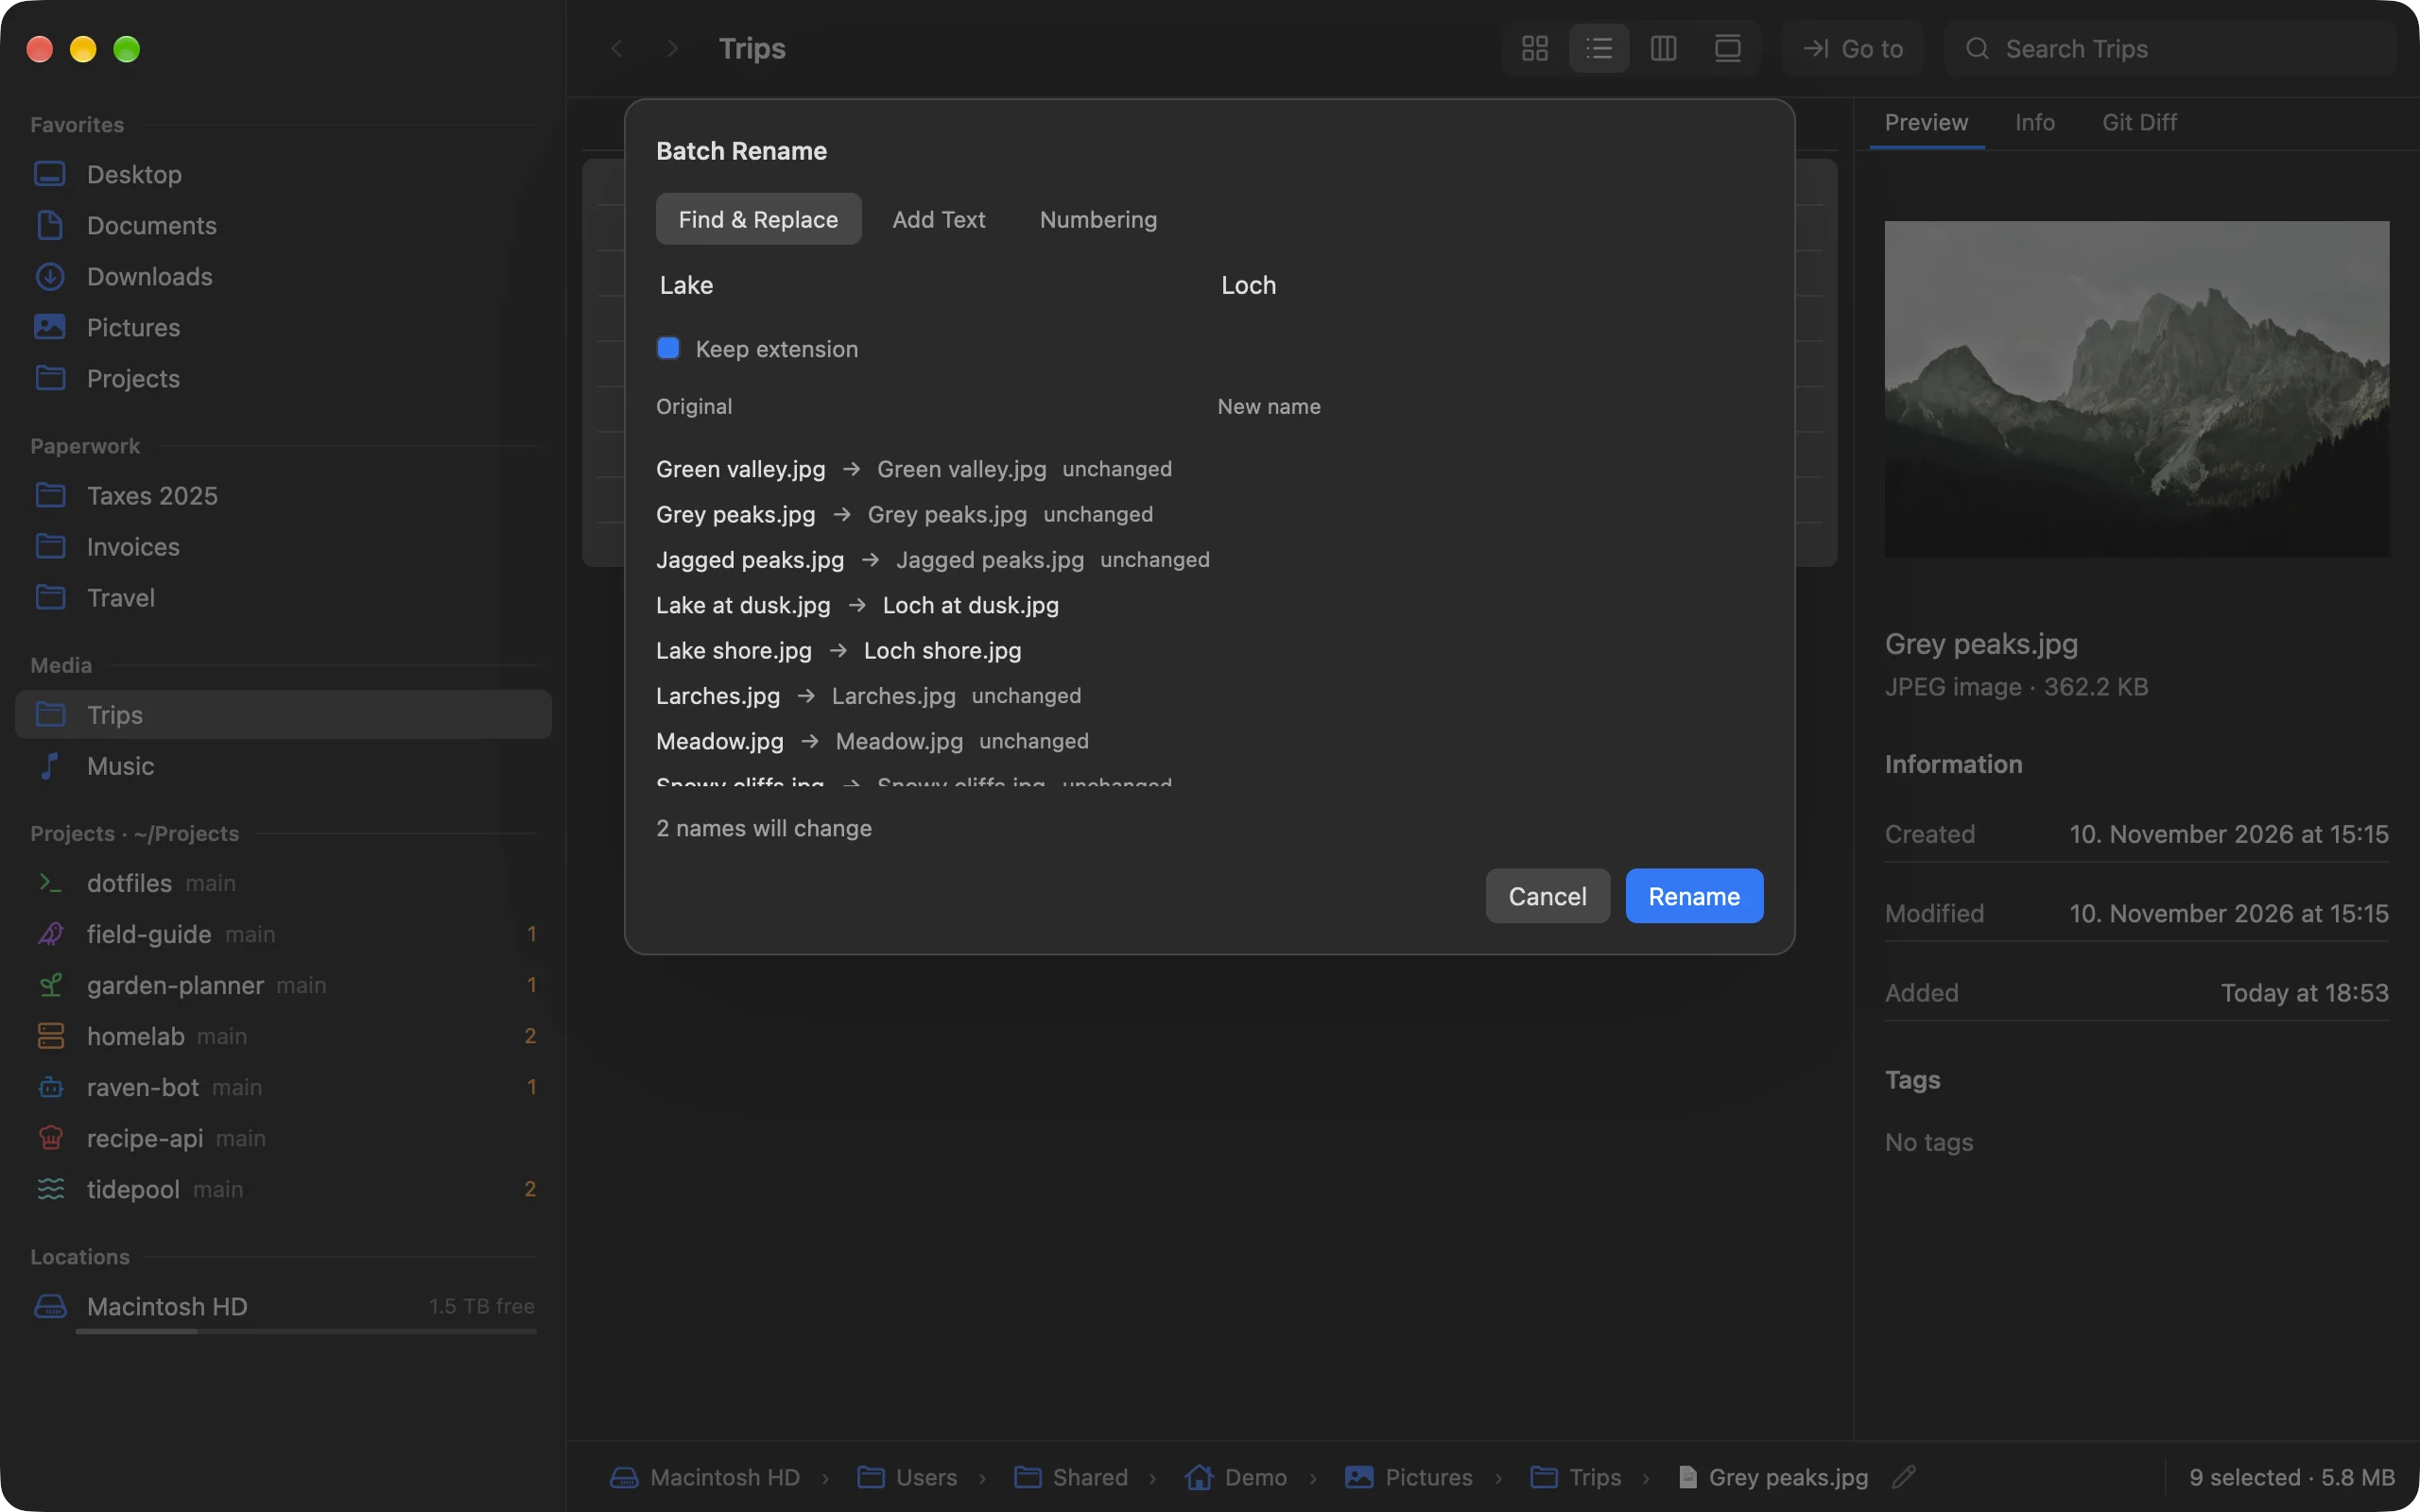 Favorites
Desktop
Documents
Downloads
Pictures
Projects
Paperwork
Taxes 2025
Invoices
Travel
Media
Trips
Music
Projects · ~/Projects
dotfiles main
field-guide main 1
garden-planner main 1
homelab main 2
raven-bot main 1
recipe-api main
tidepool main 2
Locations
Macintosh HD 1.5 TB free
Trips
Go to
Search Trips
Batch Rename
Find & Replace Add Text Numbering
Lake Loch
Keep extension
Original New name
Green valley.jpg → Green valley.jpg unchanged
Grey peaks.jpg → Grey peaks.jpg unchanged
Jagged peaks.jpg → Jagged peaks.jpg unchanged
Lake at dusk.jpg → Loch at dusk.jpg
Lake shore.jpg → Loch shore.jpg
Larches.jpg → Larches.jpg unchanged
Meadow.jpg → Meadow.jpg unchanged
Snowy cliffs.jpg → Snowy cliffs.jpg unchanged
2 names will change
Cancel Rename
Preview Info Git Diff
Grey peaks.jpg
JPEG image · 362.2 KB
Information
Created 10. November 2026 at 15:15
Modified 10. November 2026 at 15:15
Added Today at 18:53
Tags
No tags
Macintosh HD › Users › Shared › Demo › Pictures › Trips › Grey peaks.jpg
9 selected · 5.8 MB